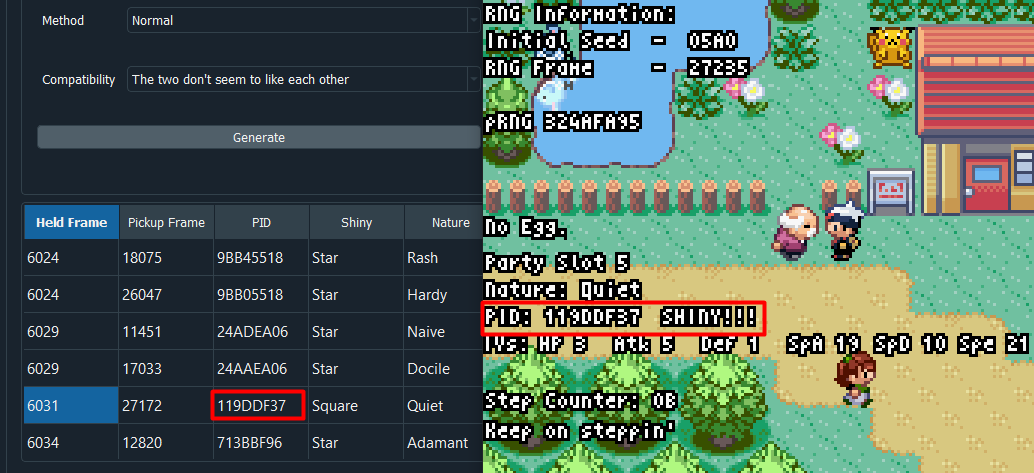 Method Normal
Compatibility The two don't seem to like each other
Generate
Held Frame Pickup Frame PID Shiny Nature
6024 18075 9BB45518 Star Rash
6024 26047 9BB05518 Star Hardy
6029 11451 24ADEA06 Star Naive
6029 17033 24AAEA06 Star Docile
6031 27172 119DDF37 Square Quiet
6034 12820 713BBF96 Star Adamant
RNG Information:
Initial Seed - 05A0
RNG Frame - 27235
pRNG 324AFA95
No Egg.
Party Slot 5
Nature: Quiet
PID: 119DDF37 SHINY!!!
IVs: HP 3 Atk 5 Def 1 SpA 19 SpD 10 Spe 21
Step Counter: 0B
Keep on steppin'